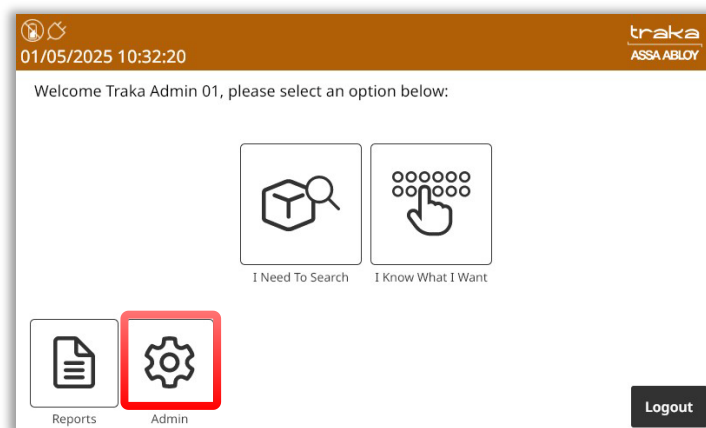 traka
01/05/2025 10:32:20
ASSA ABLOY
Welcome Traka Admin 01, please select an option below:
I Need To Search
I Know What I Want
Reports
Admin
Logout